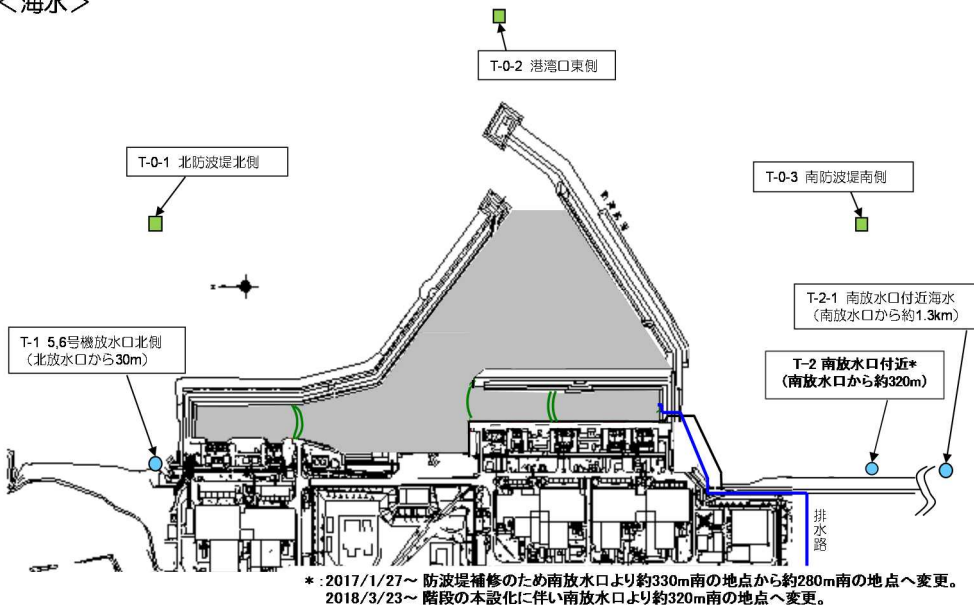 ＜海水＞
T-0-2 港湾口東側
T-0-1 北防波堤北側
T-0-3 南防波堤南側
T-2-1 南放水口付近海水
（南放水口から約1.3km）
T-1 5,6号機放水口北側
（北放水口から30m）
T-2 南放水口付近*
（南放水口から約320m）
排水路
* : 2017/1/27～ 防波堤補修のため南放水口より約330m南の地点から約280m南の地点へ変更。
2018/3/23～ 階段の本設化に伴い南放水口より約320m南の地点へ変更。